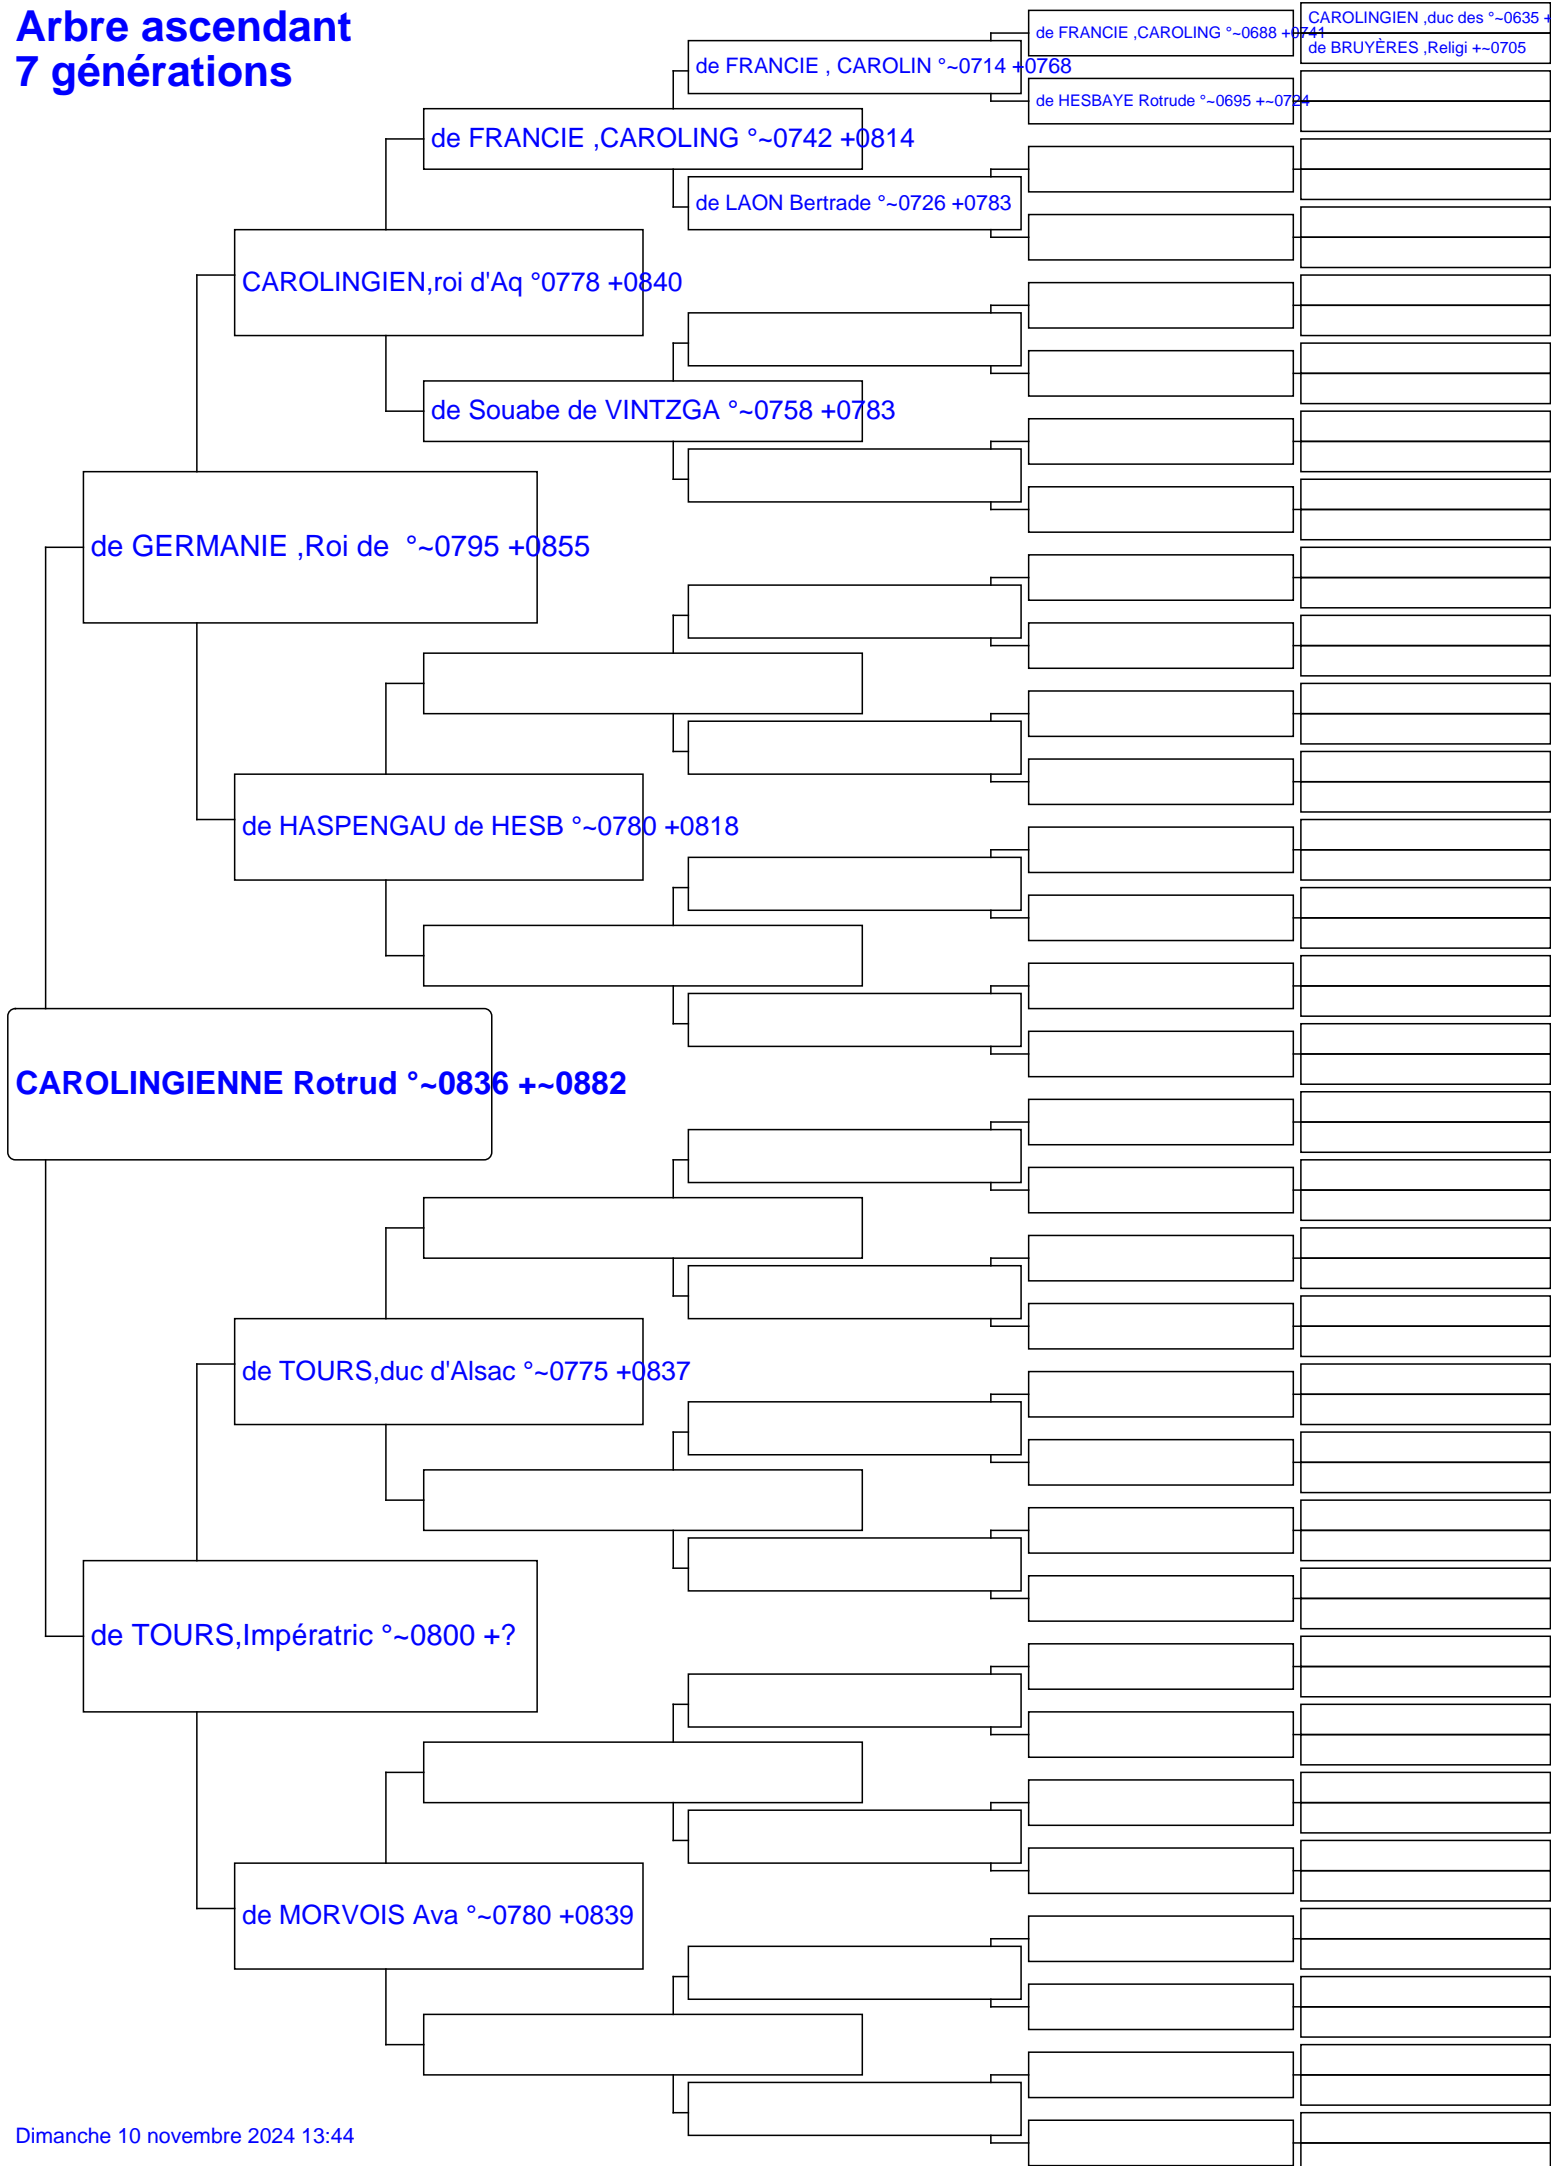 Arbre ascendant
7 générations
CAROLINGIEN ,duc des °~0635 +
de FRANCIE ,CAROLING °~0688 +0741
de BRUYÈRES ,Religi +~0705
de FRANCIE , CAROLIN °~0714 +0768
de HESBAYE Rotrude °~0695 +~0724
de FRANCIE ,CAROLING °~0742 +0814
de LAON Bertrade °~0726 +0783
CAROLINGIEN,roi d'Aq °0778 +0840
de Souabe de VINTZGA °~0758 +0783
de GERMANIE ,Roi de °~0795 +0855
de HASPENGAU de HESB °~0780 +0818
CAROLINGIENNE Rotrud °~0836 +~0882
de TOURS,duc d'Alsac °~0775 +0837
de TOURS,Impératric °~0800 +?
de MORVOIS Ava °~0780 +0839
Dimanche 10 novembre 2024 13:44